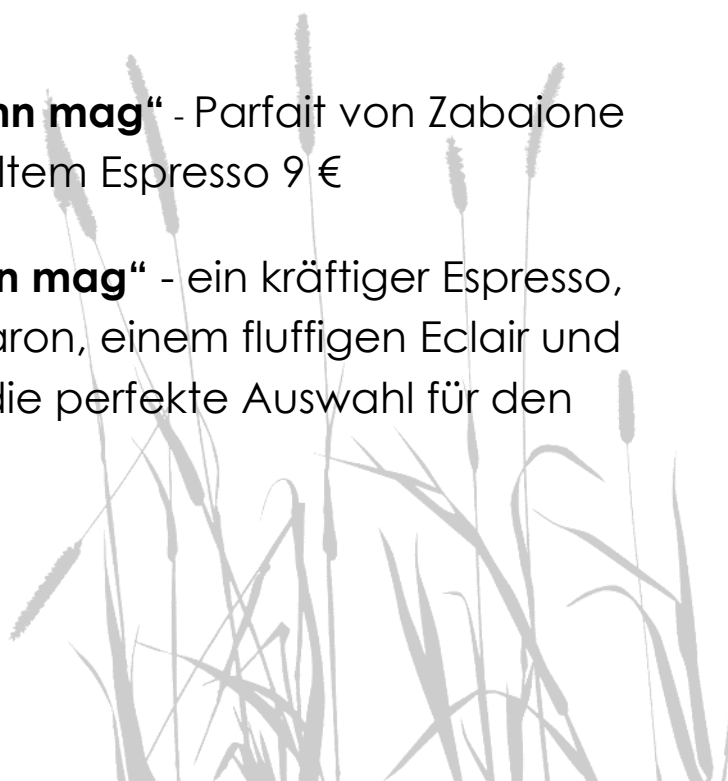 nn mag“ - Parfait von Zabaione
ltem Espresso 9 €
n mag“ - ein kräftiger Espresso,
aron, einem fluffigen Eclair und
die perfekte Auswahl für den